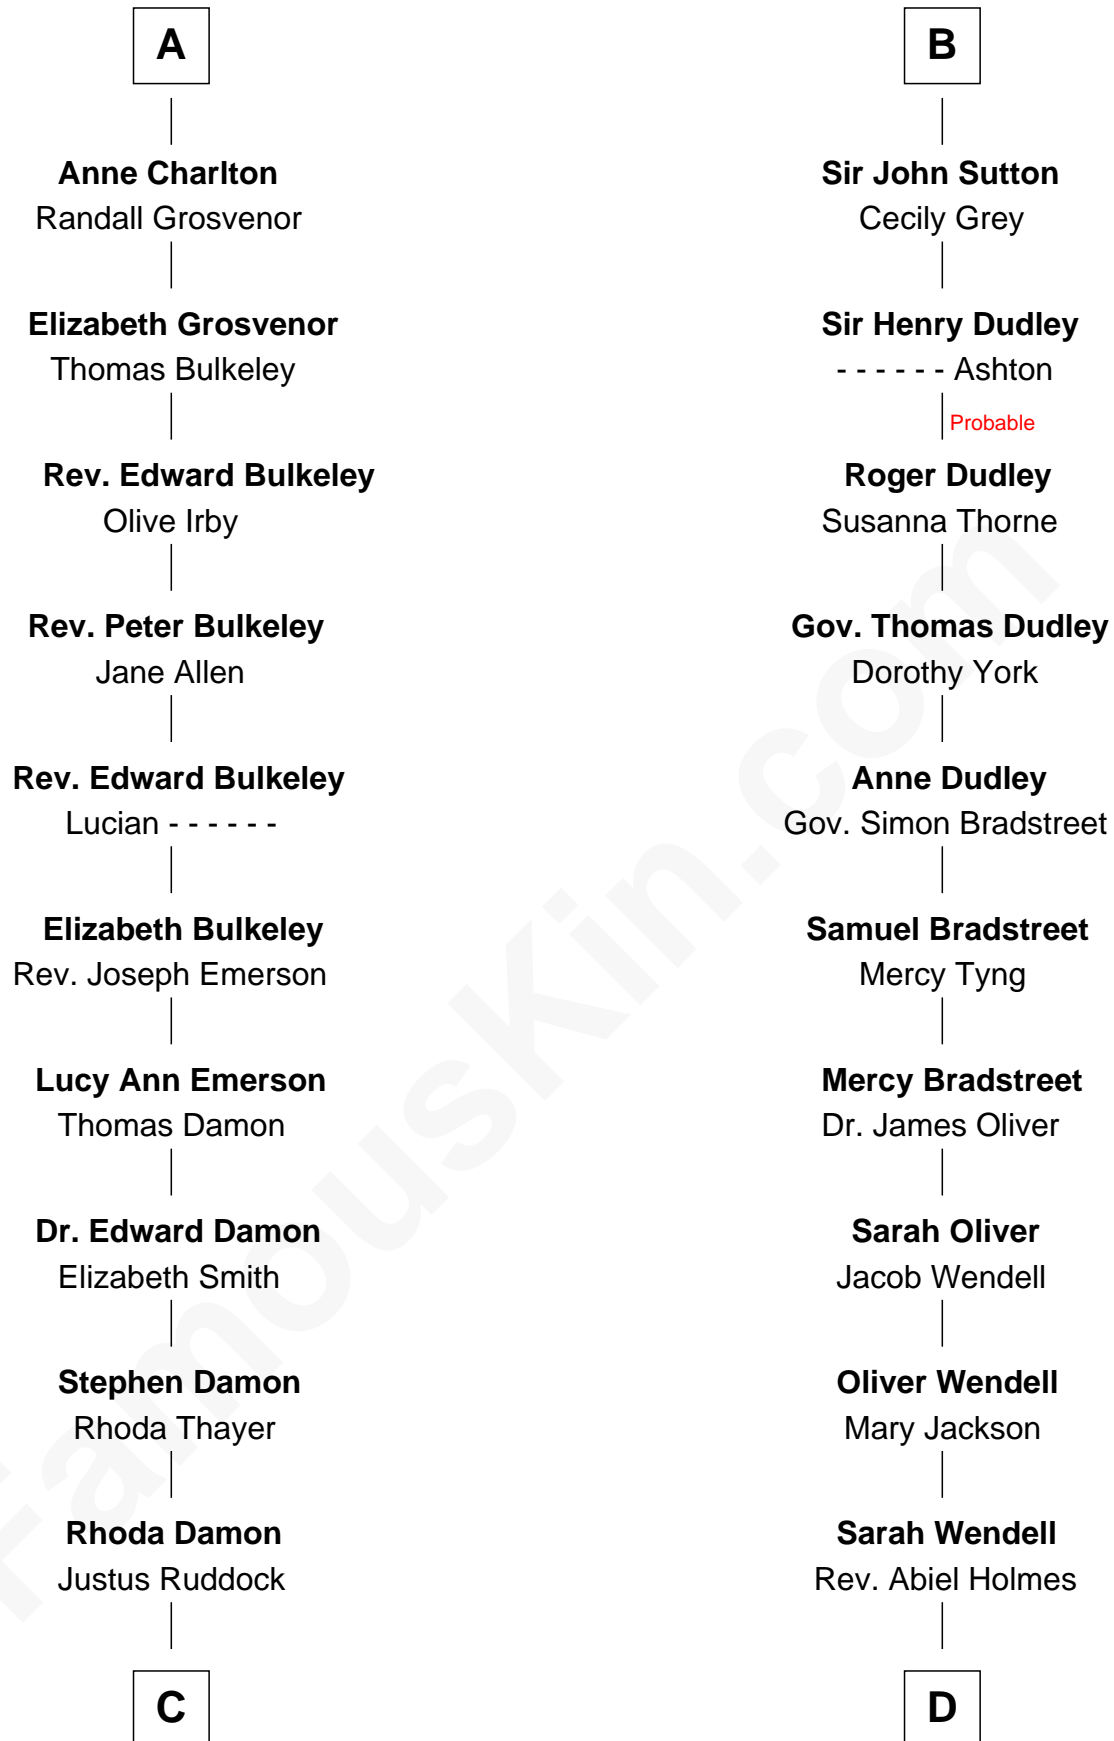 A
Anne Charlton
Randall Grosvenor
Elizabeth Grosvenor
Thomas Bulkeley
Rev. Edward Bulkeley
Olive Irby
Rev. Peter Bulkeley
Jane Allen
Rev. Edward Bulkeley
Lucian - - - - - -
Elizabeth Bulkeley
Rev. Joseph Emerson
Lucy Ann Emerson
Thomas Damon
Dr. Edward Damon
Elizabeth Smith
Stephen Damon
Rhoda Thayer
Rhoda Damon
Justus Ruddock
C
B
Sir John Sutton
Cecily Grey
Sir Henry Dudley
- - - - - - Ashton
Probable
Roger Dudley
Susanna Thorne
Gov. Thomas Dudley
Dorothy York
Anne Dudley
Gov. Simon Bradstreet
Samuel Bradstreet
Mercy Tyng
Mercy Bradstreet
Dr. James Oliver
Sarah Oliver
Jacob Wendell
Oliver Wendell
Mary Jackson
Sarah Wendell
Rev. Abiel Holmes
D
FamousKin.com